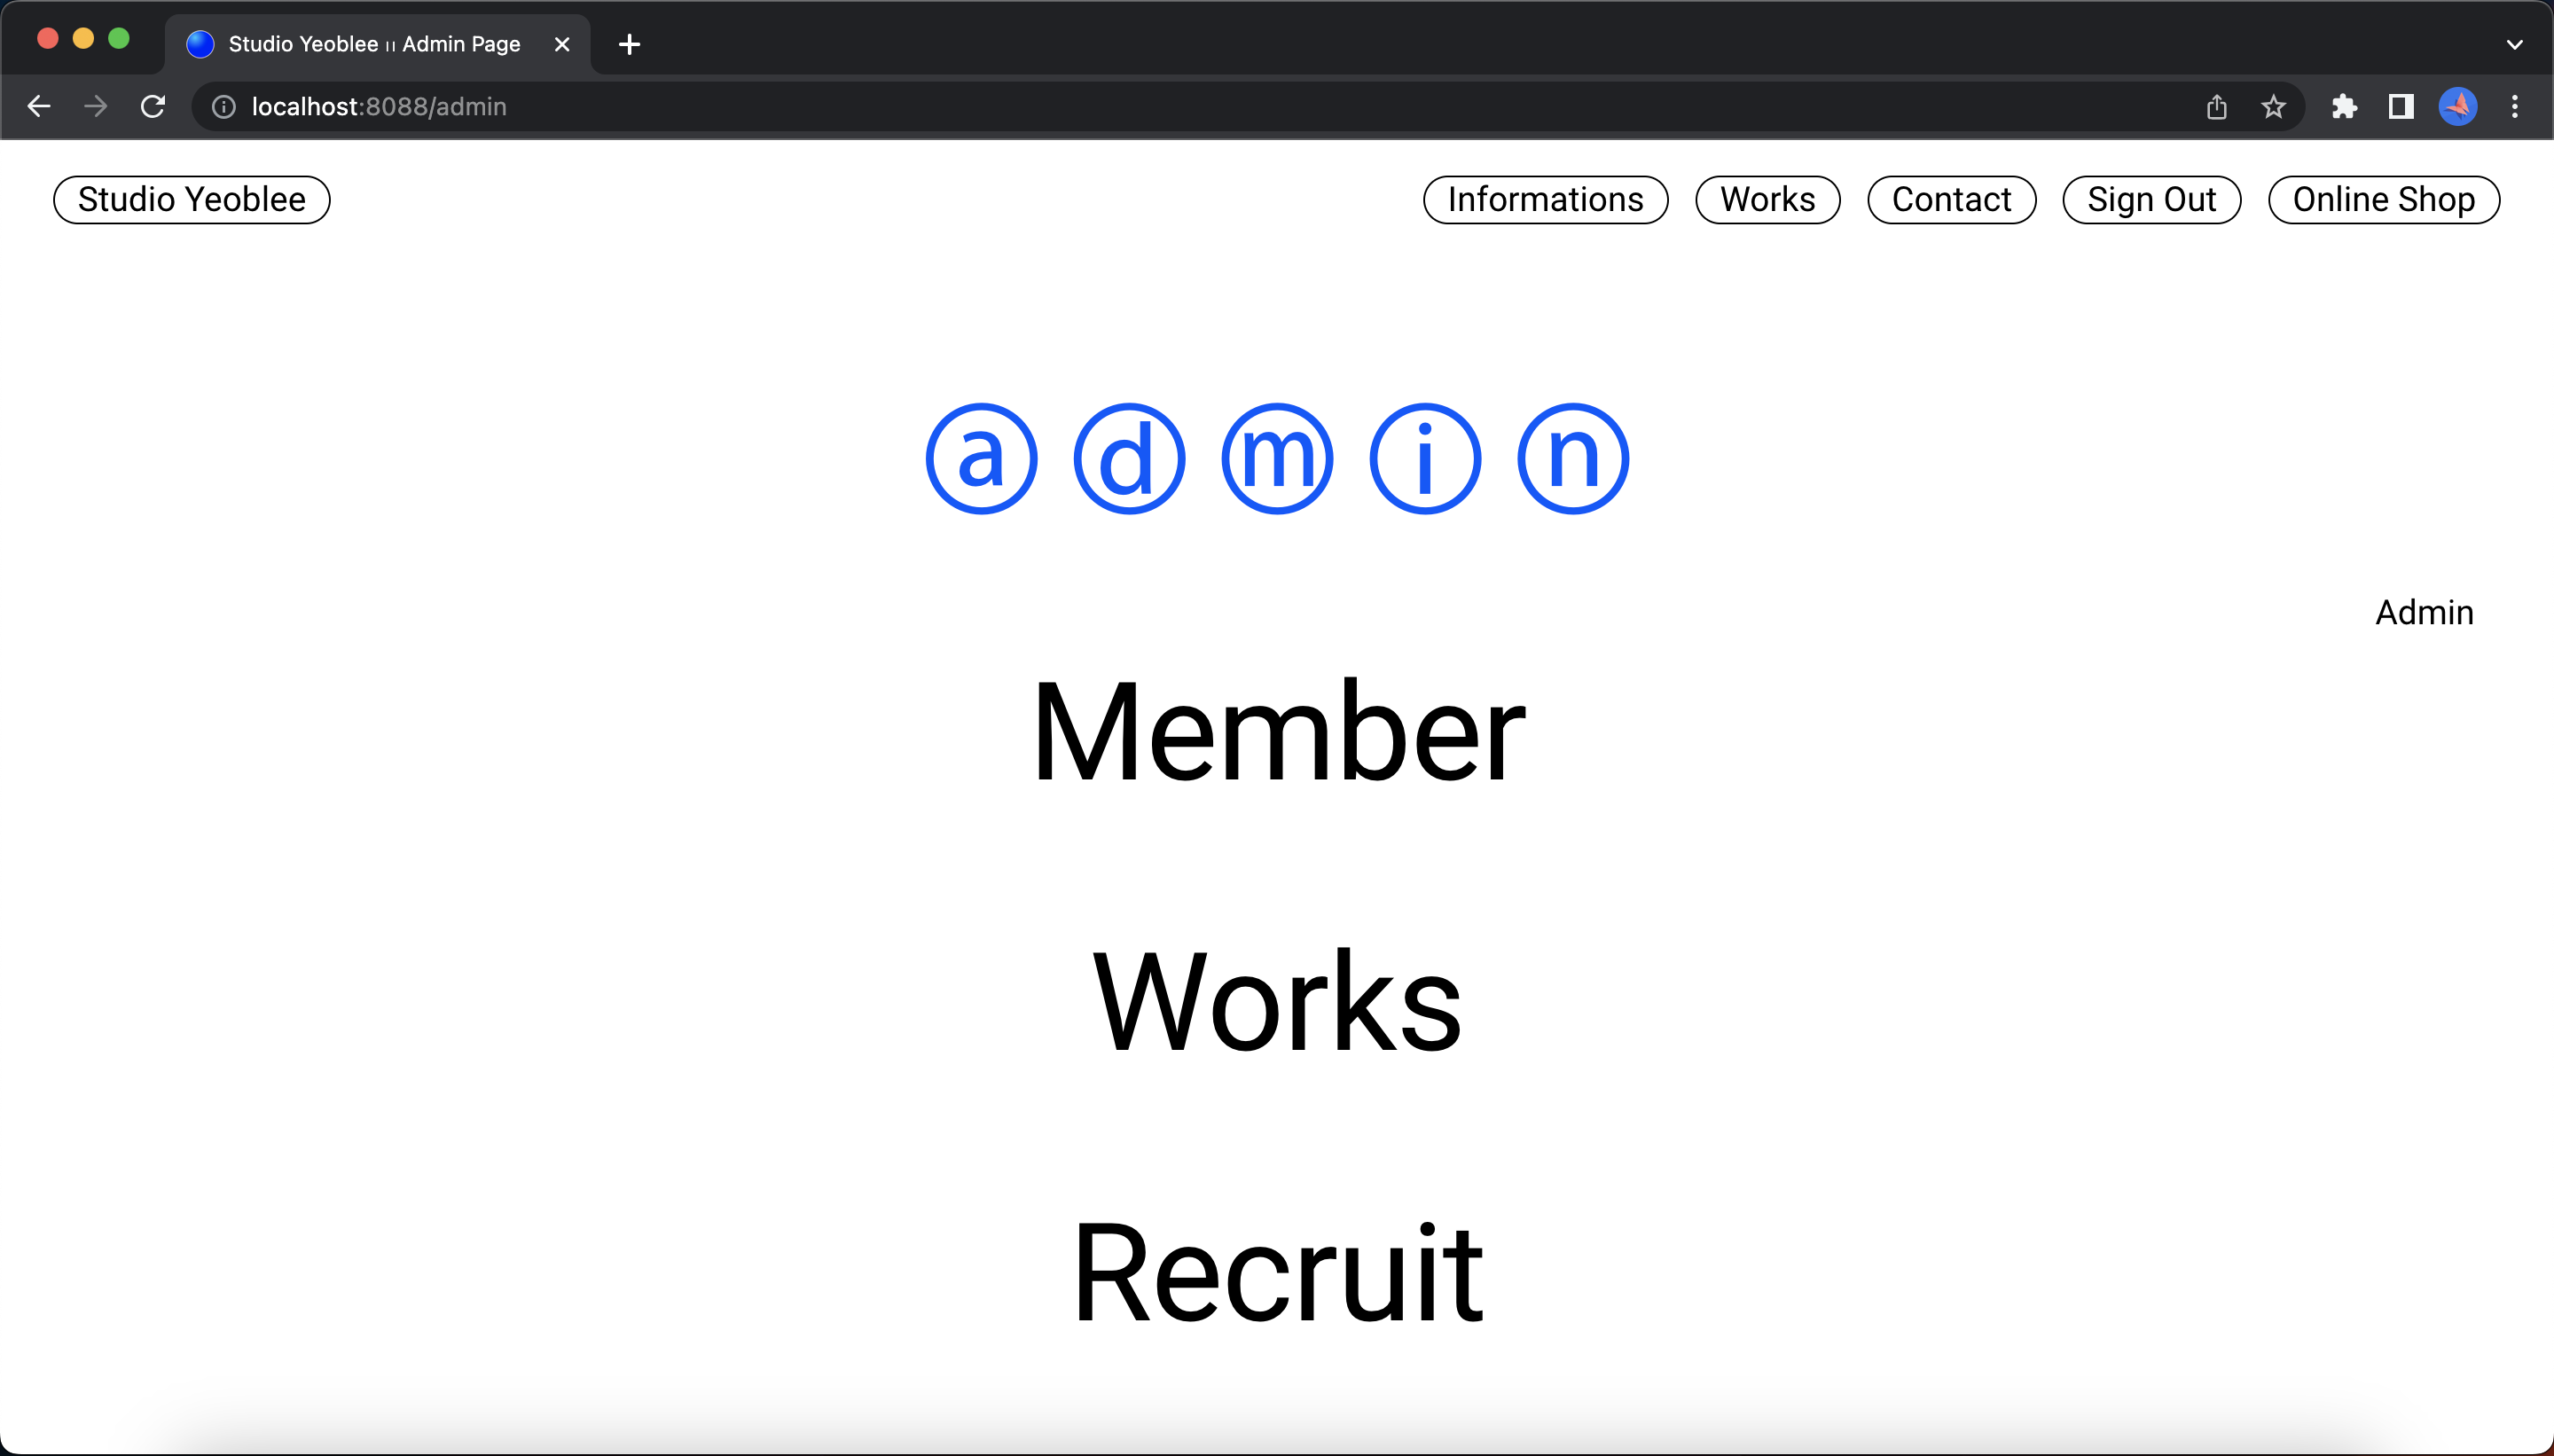 Studio Yeoblee ıı Admin Page
localhost:8088/admin
Studio Yeoblee
Informations Works Contact Sign Out Online Shop
ⓐ ⓓ ⓜ ⓘ ⓝ
Admin
Member
Works
Recruit